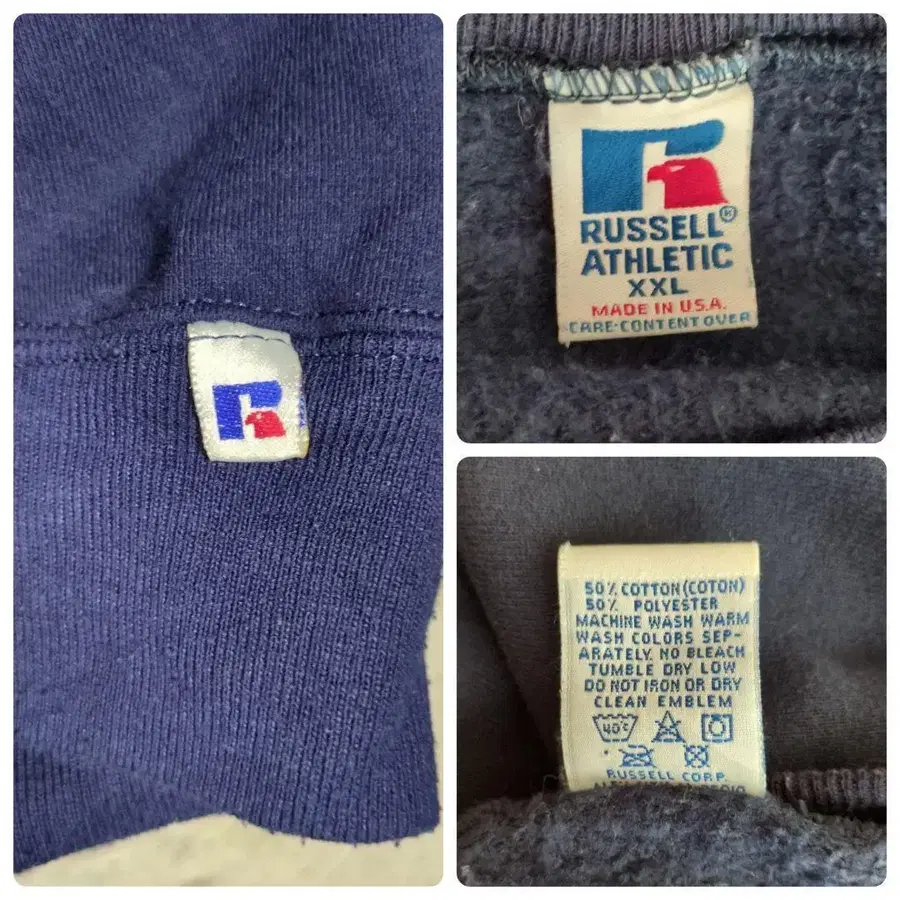 RUSSELL®
ATHLETIC
XXL
MADE IN U.S.A.
CARE-CONTENT OVER
50% COTTON (COTON)
50% POLYESTER
MACHINE WASH WARM
WASH COLORS SEP-
ARATELY. NO BLEACH
TUMBLE DRY LOW
DO NOT IRON OR DRY
CLEAN EMBLEM
40°C
RUSSELL CORP.